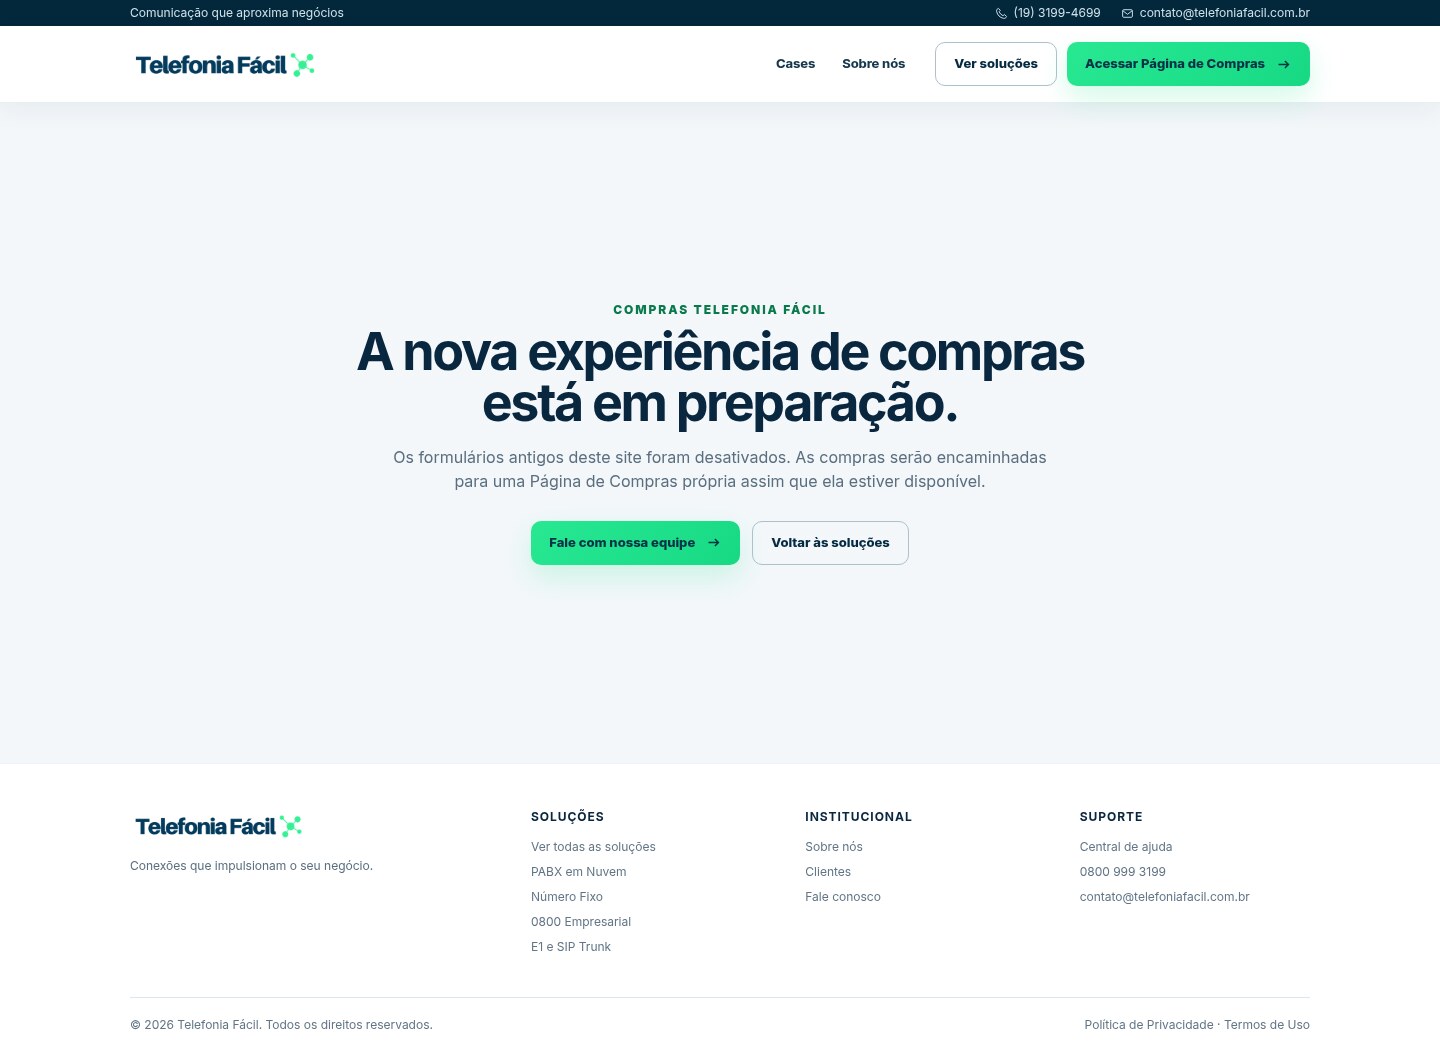 Comunicação que aproxima negócios
(19) 3199-4699
contato@telefoniafacil.com.br
Telefonia Fácil
Cases
Sobre nós
Ver soluções
Acessar Página de Compras
COMPRAS TELEFONIA FÁCIL
A nova experiência de compras
está em preparação.
Os formulários antigos deste site foram desativados. As compras serão encaminhadas
para uma Página de Compras própria assim que ela estiver disponível.
Fale com nossa equipe
Voltar às soluções
Telefonia Fácil
Conexões que impulsionam o seu negócio.
SOLUÇÕES
Ver todas as soluções
PABX em Nuvem
Número Fixo
0800 Empresarial
E1 e SIP Trunk
INSTITUCIONAL
Sobre nós
Clientes
Fale conosco
SUPORTE
Central de ajuda
0800 999 3199
contato@telefoniafacil.com.br
© 2026 Telefonia Fácil. Todos os direitos reservados.
Política de Privacidade · Termos de Uso